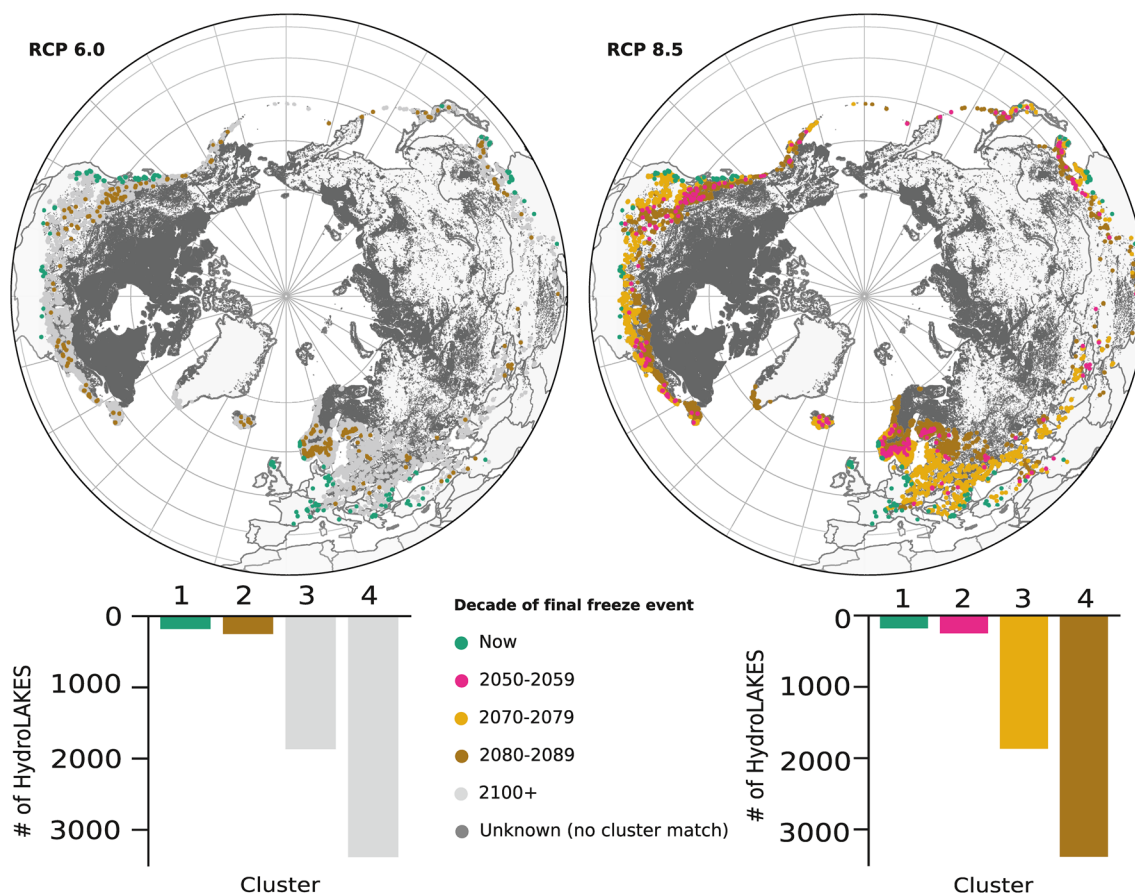 RCP 6.0
RCP 8.5
1 2 3 4
0
1000
2000
3000
# of HydroLAKES
Cluster
Decade of final freeze event
Now
2050-2059
2070-2079
2080-2089
2100+
Unknown (no cluster match)
1 2 3 4
0
1000
2000
3000
# of HydroLAKES
Cluster